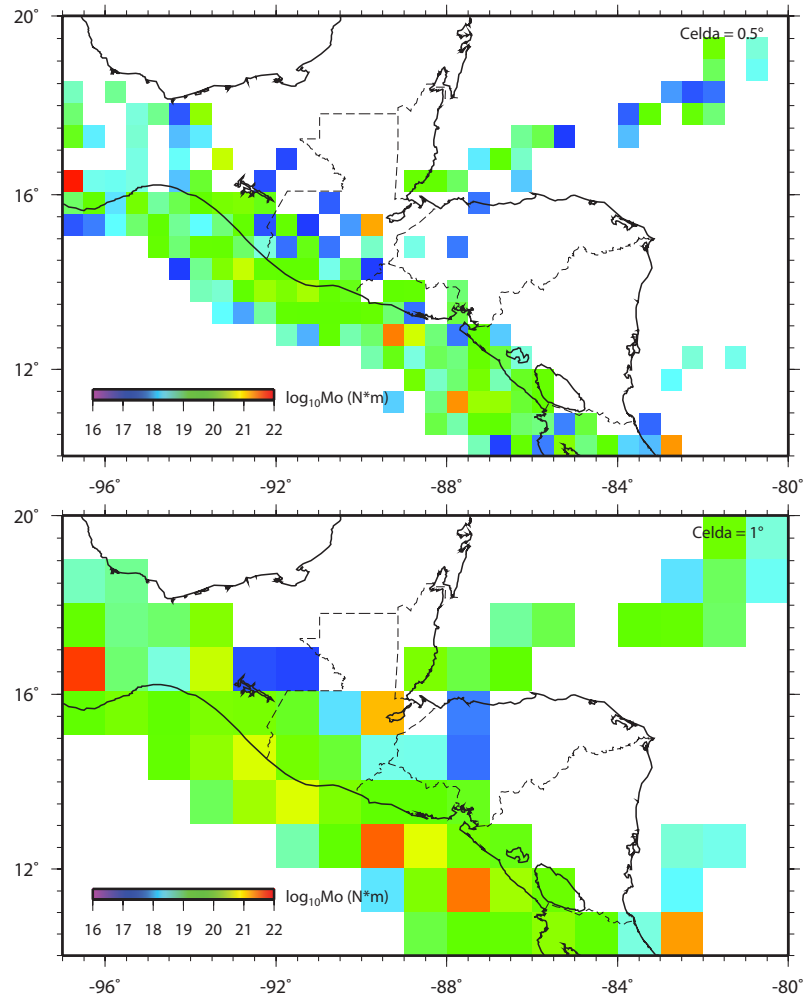 20˚
Celda = 0.5°
16˚
12˚
log₁₀Mo (N*m)
16 17 18 19 20 21 22
-96˚ -92˚ -88˚ -84˚ -80˚
20˚
Celda = 1°
16˚
12˚
log₁₀Mo (N*m)
16 17 18 19 20 21 22
-96˚ -92˚ -88˚ -84˚ -80˚